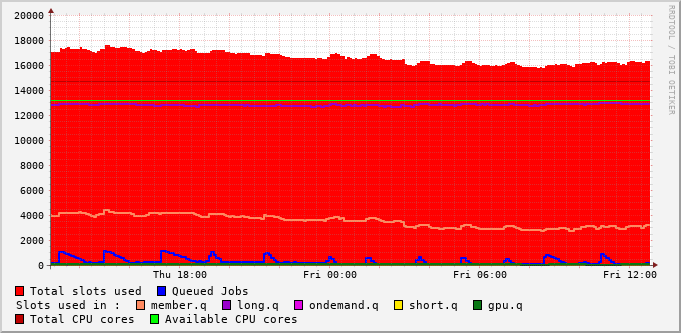 RRDTOOL / TOBI OETIKER
20000
18000
16000
14000
12000
10000
8000
6000
4000
2000
0
Thu 18:00 Fri 00:00 Fri 06:00 Fri 12:00
Total slots used Queued Jobs
Slots used in : member.q long.q ondemand.q short.q gpu.q
Total CPU cores Available CPU cores